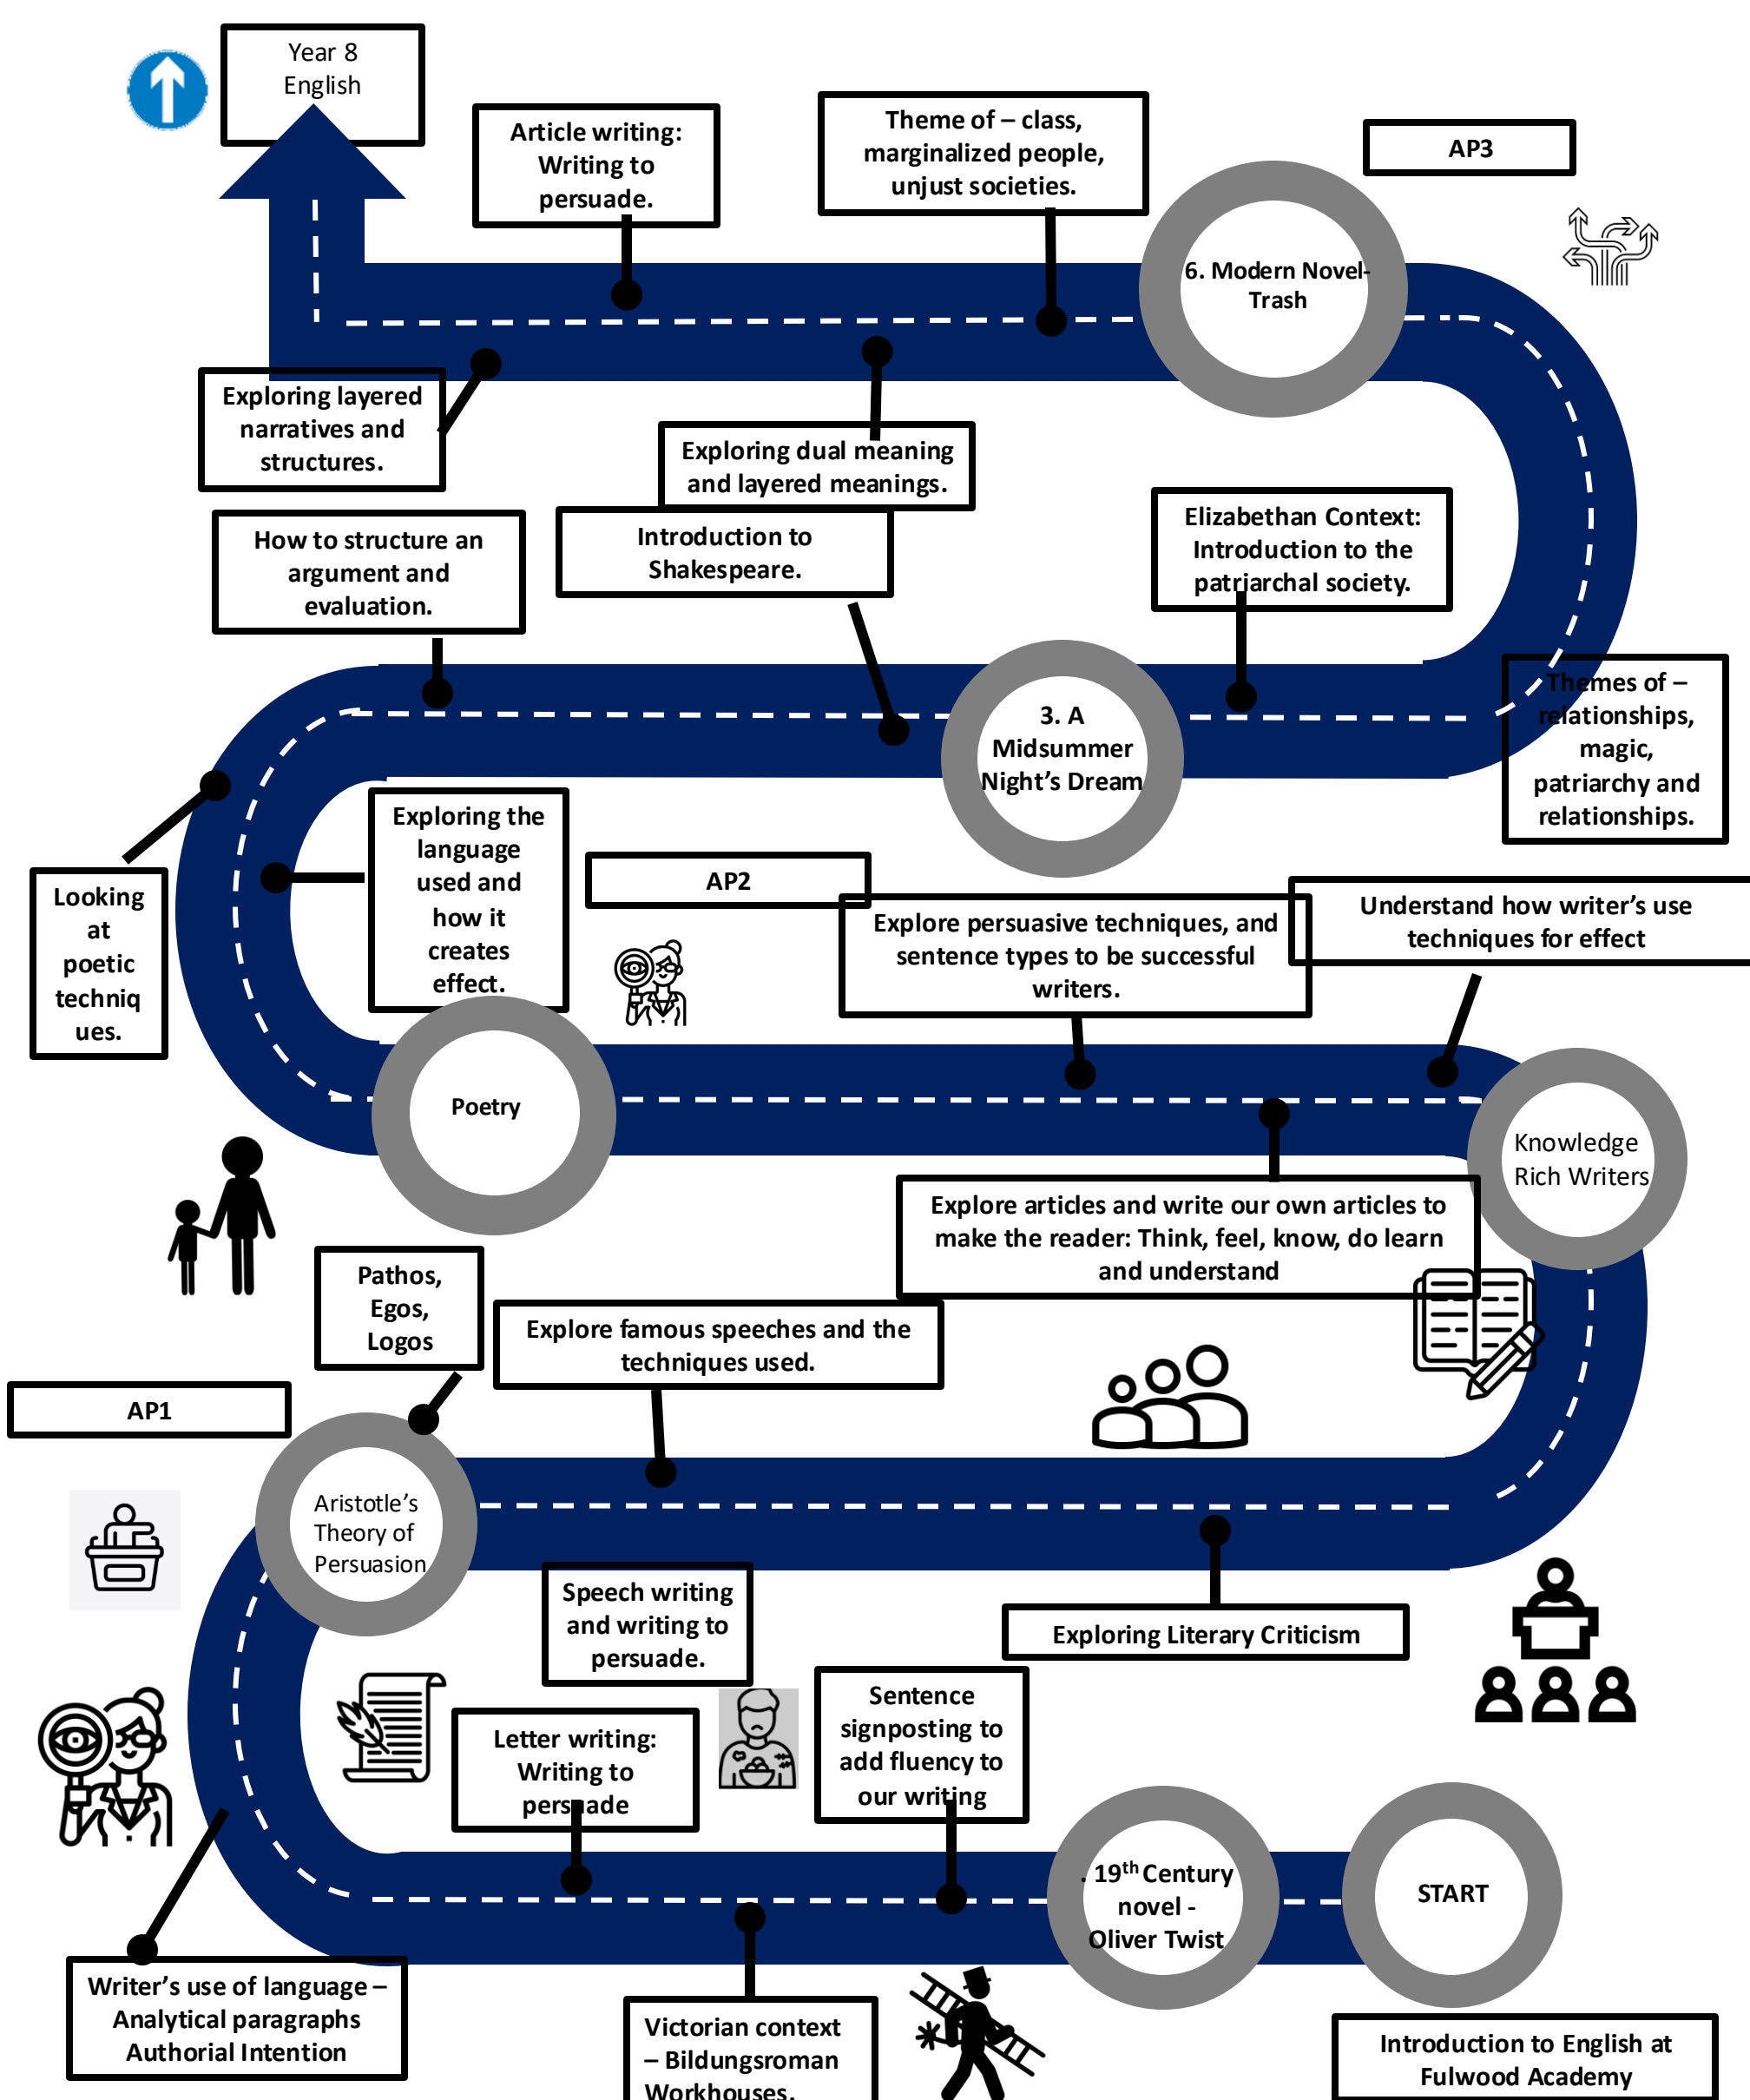 Year 8
English
Article writing:
Writing to
persuade.
Theme of – class,
marginalized people,
unjust societies.
AP3
6. Modern Novel-
Trash
Exploring layered
narratives and
structures.
Exploring dual meaning
and layered meanings.
How to structure an
argument and
evaluation.
Introduction to
Shakespeare.
Elizabethan Context:
Introduction to the
patriarchal society.
3. A
Midsummer
Night's Dream
Themes of –
relationships,
magic,
patriarchy and
relationships.
Looking
at
poetic
techniq
ues.
Exploring the
language
used and
how it
creates
effect.
AP2
Explore persuasive techniques, and
sentence types to be successful
writers.
Understand how writer's use
techniques for effect
Poetry
Knowledge
Rich Writers
Explore articles and write our own articles to
make the reader: Think, feel, know, do learn
and understand
Pathos,
Egos,
Logos
Explore famous speeches and the
techniques used.
AP1
Aristotle's
Theory of
Persuasion
Speech writing
and writing to
persuade.
Exploring Literary Criticism
Letter writing:
Writing to
persuade
Sentence
signposting to
add fluency to
our writing
. 19th Century
novel -
Oliver Twist
START
Writer's use of language –
Analytical paragraphs
Authorial Intention
Victorian context
– Bildungsroman
Workhouses.
Introduction to English at
Fulwood Academy